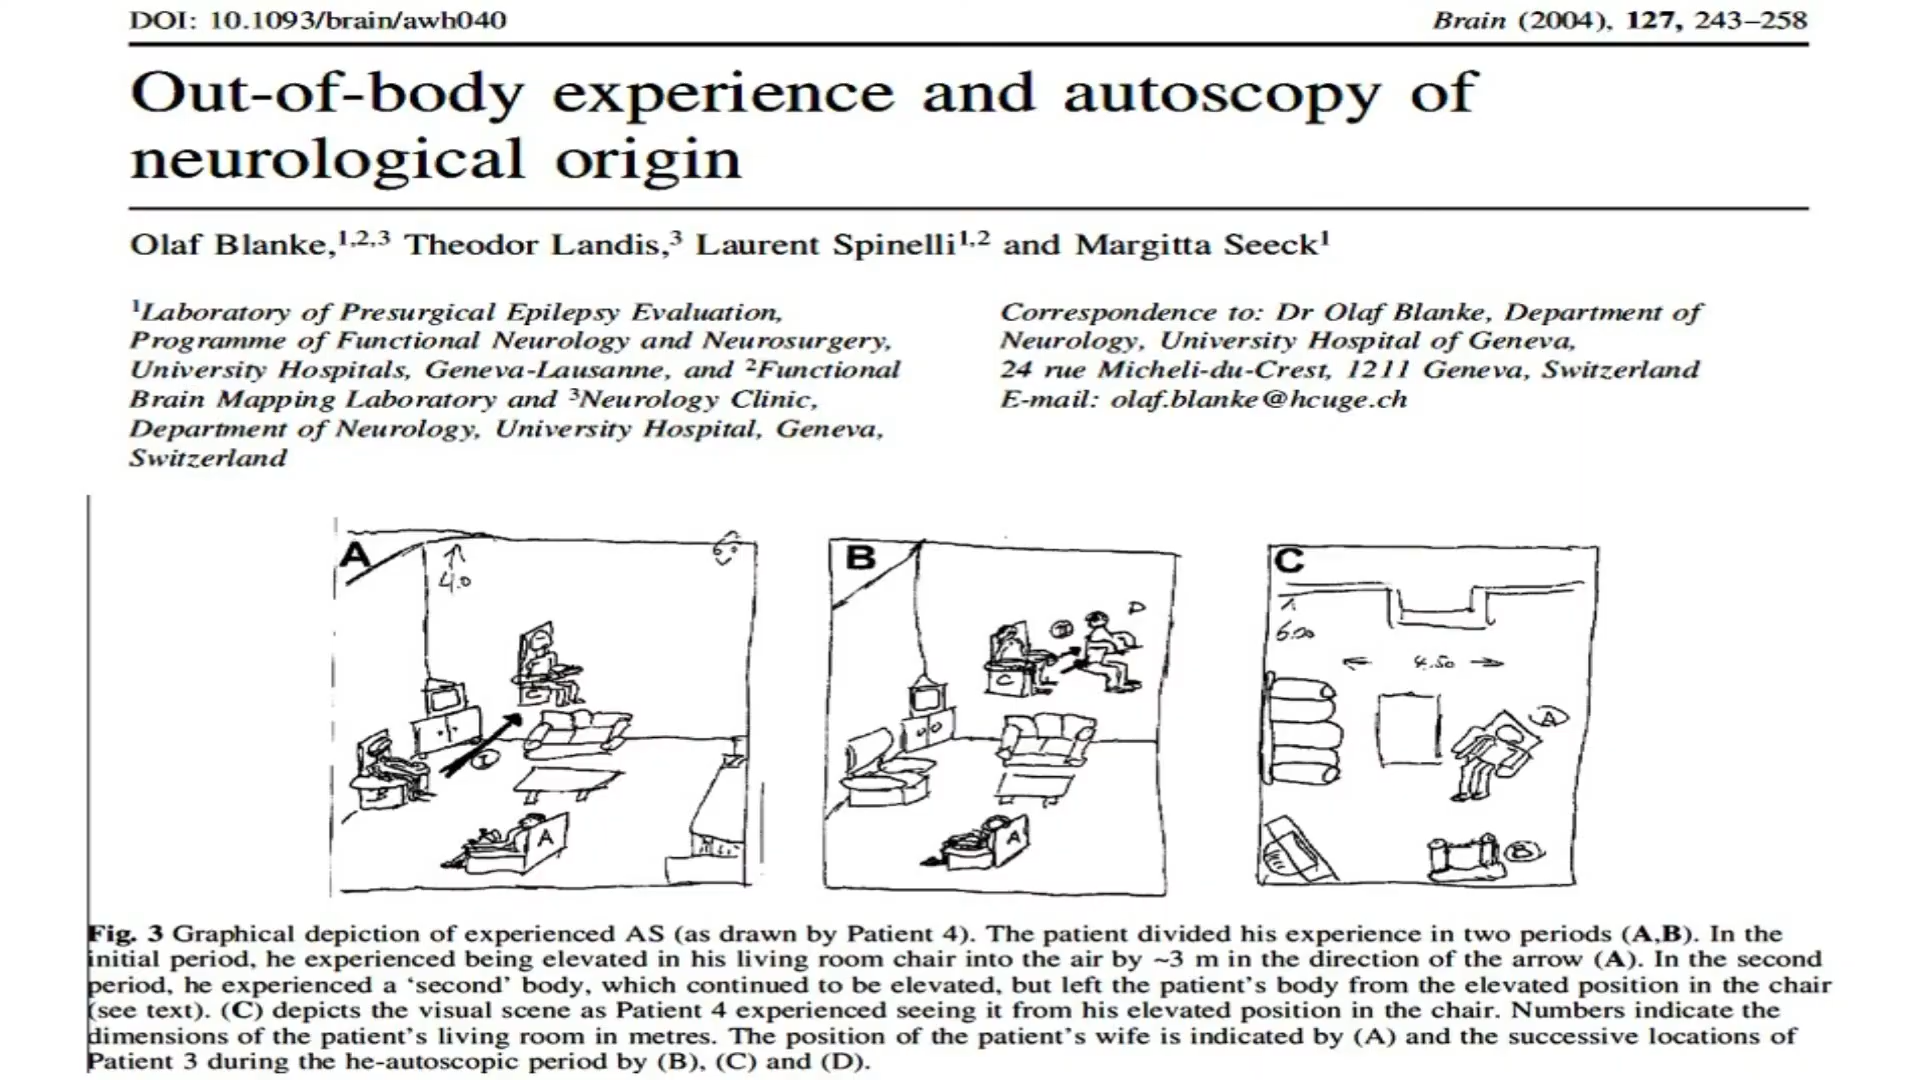 DOI: 10.1093/brain/awh040
Brain (2004), 127, 243–258
Out-of-body experience and autoscopy of
neurological origin
Olaf Blanke,1,2,3 Theodor Landis,3 Laurent Spinelli1,2 and Margitta Seeck1
1Laboratory of Presurgical Epilepsy Evaluation,
Programme of Functional Neurology and Neurosurgery,
University Hospitals, Geneva-Lausanne, and 2Functional
Brain Mapping Laboratory and 3Neurology Clinic,
Department of Neurology, University Hospital, Geneva,
Switzerland
Correspondence to: Dr Olaf Blanke, Department of
Neurology, University Hospital of Geneva,
24 rue Micheli-du-Crest, 1211 Geneva, Switzerland
E-mail: olaf.blanke@hcuge.ch
A
4.0
C
B
A
B
D
C
A
C
6.00
4.50
A
B
Fig. 3 Graphical depiction of experienced AS (as drawn by Patient 4). The patient divided his experience in two periods (A,B). In the
initial period, he experienced being elevated in his living room chair into the air by ~3 m in the direction of the arrow (A). In the second
period, he experienced a ‘second’ body, which continued to be elevated, but left the patient’s body from the elevated position in the chair
(see text). (C) depicts the visual scene as Patient 4 experienced seeing it from his elevated position in the chair. Numbers indicate the
dimensions of the patient’s living room in metres. The position of the patient’s wife is indicated by (A) and the successive locations of
Patient 3 during the he-autoscopic period by (B), (C) and (D).